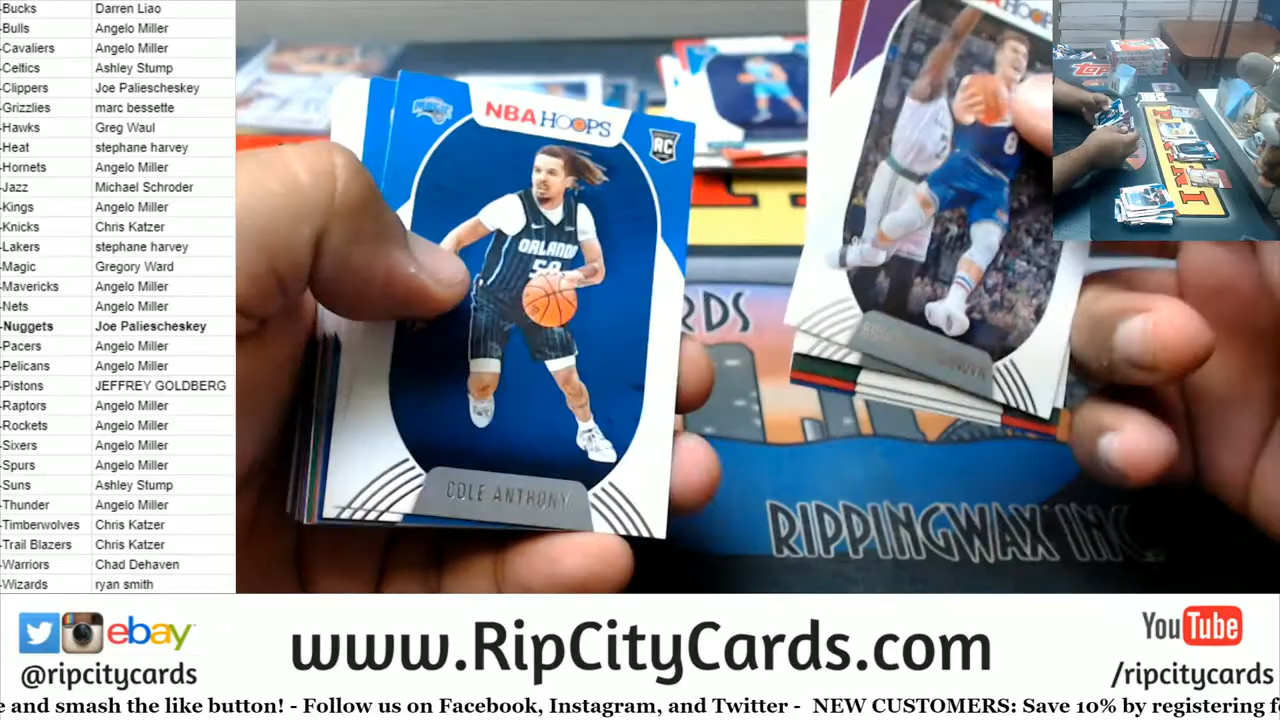 -Bucks Darren Liao
-Bulls Angelo Miller
-Cavaliers Angelo Miller
-Celtics Ashley Stump
-Clippers Joe Paliescheskey
-Grizzlies marc bessette
-Hawks Greg Waul
-Heat stephane harvey
-Hornets Angelo Miller
-Jazz Michael Schroder
-Kings Angelo Miller
-Knicks Chris Katzer
-Lakers stephane harvey
-Magic Gregory Ward
-Mavericks Angelo Miller
-Nets Angelo Miller
-Nuggets Joe Paliescheskey
-Pacers Angelo Miller
-Pelicans Angelo Miller
-Pistons JEFFREY GOLDBERG
-Raptors Angelo Miller
-Rockets Angelo Miller
-Sixers Angelo Miller
-Spurs Angelo Miller
-Suns Ashley Stump
-Thunder Angelo Miller
-Timberwolves Chris Katzer
-Trail Blazers Chris Katzer
-Warriors Chad Dehaven
-Wizards ryan smith
MAGIC
NBA HOOPS
RC
ORLANDO
50
COLE ANTHONY
HOOPS
8
RDS
RIPPINGWAX INC
ebay
@ripcitycards
www.RipCityCards.com
YouTube
/ripcitycards
e and smash the like button! - Follow us on Facebook, Instagram, and Twitter - NEW CUSTOMERS: Save 10% by registering f